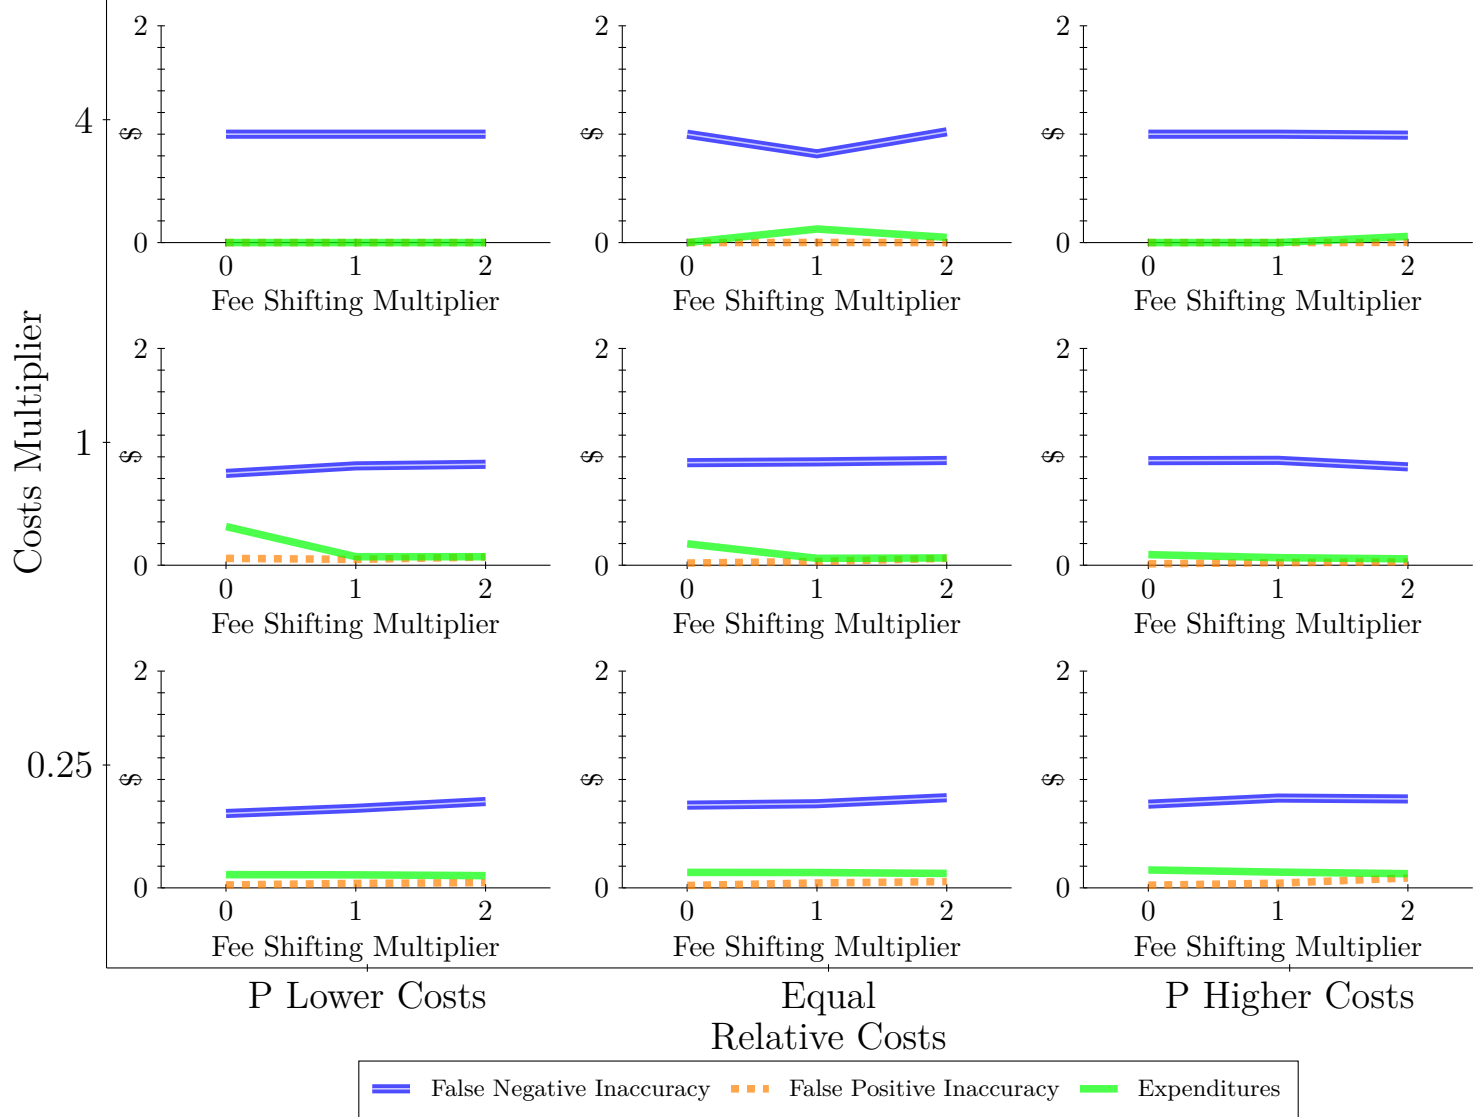 2
2
2
4
$
$
$
0
0
0
0 1 2
0 1 2
0 1 2
Fee Shifting Multiplier
Fee Shifting Multiplier
Fee Shifting Multiplier
Costs Multiplier
2
2
2
1
$
$
$
0
0
0
0 1 2
0 1 2
0 1 2
Fee Shifting Multiplier
Fee Shifting Multiplier
Fee Shifting Multiplier
2
2
2
0.25
$
$
$
0
0
0
0 1 2
0 1 2
0 1 2
Fee Shifting Multiplier
Fee Shifting Multiplier
Fee Shifting Multiplier
P Lower Costs
Equal
P Higher Costs
Relative Costs
False Negative Inaccuracy
False Positive Inaccuracy
Expenditures